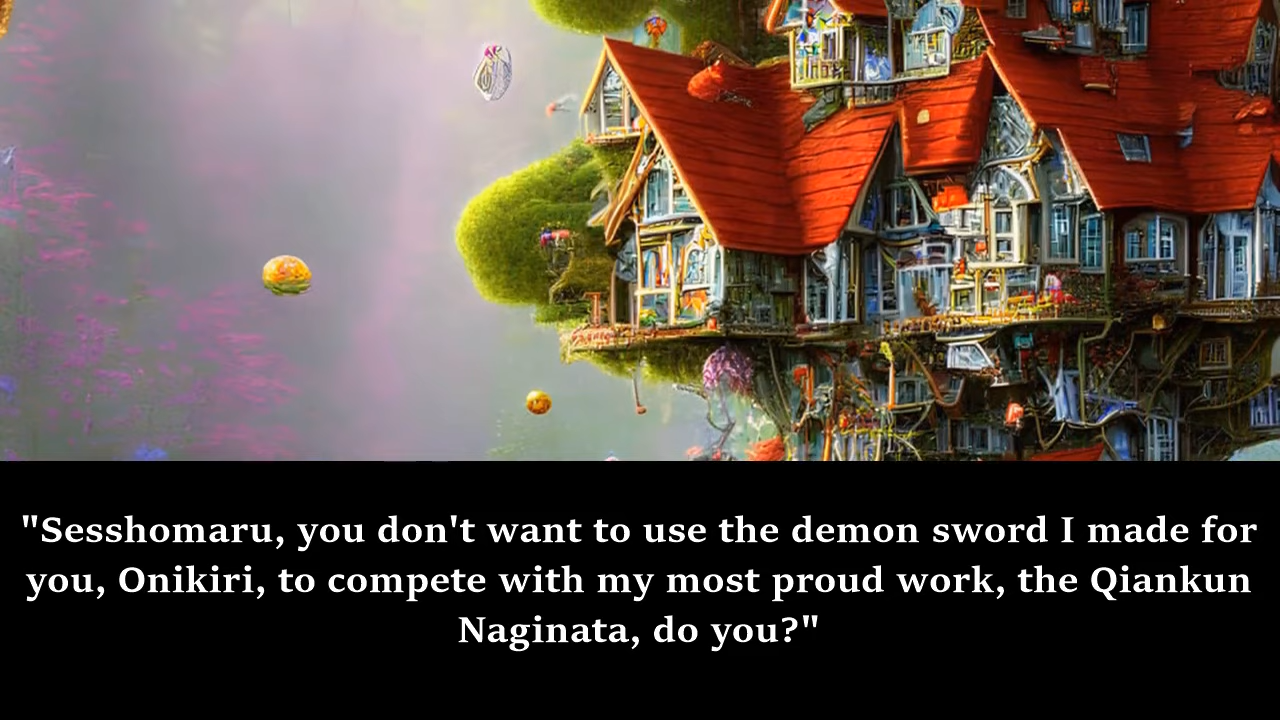 "Sesshomaru, you don't want to use the demon sword I made for
you, Onikiri, to compete with my most proud work, the Qiankun
Naginata, do you?"